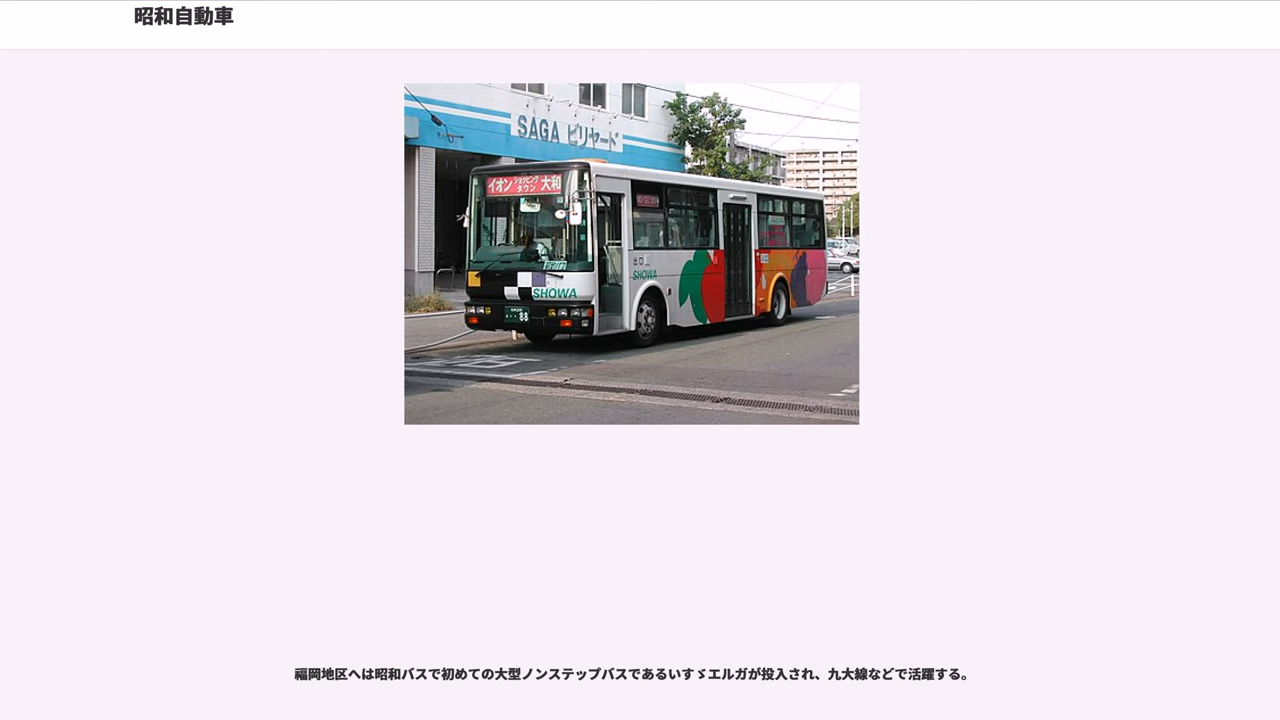 昭和自動車
SAGA ビリヤード
イオン ショッピングタウン 大和
SHOWA
SHOWA
88
福岡地区へは昭和バスで初めての大型ノンステップバスであるいすゞエルガが投入され、九大線などで活躍する。